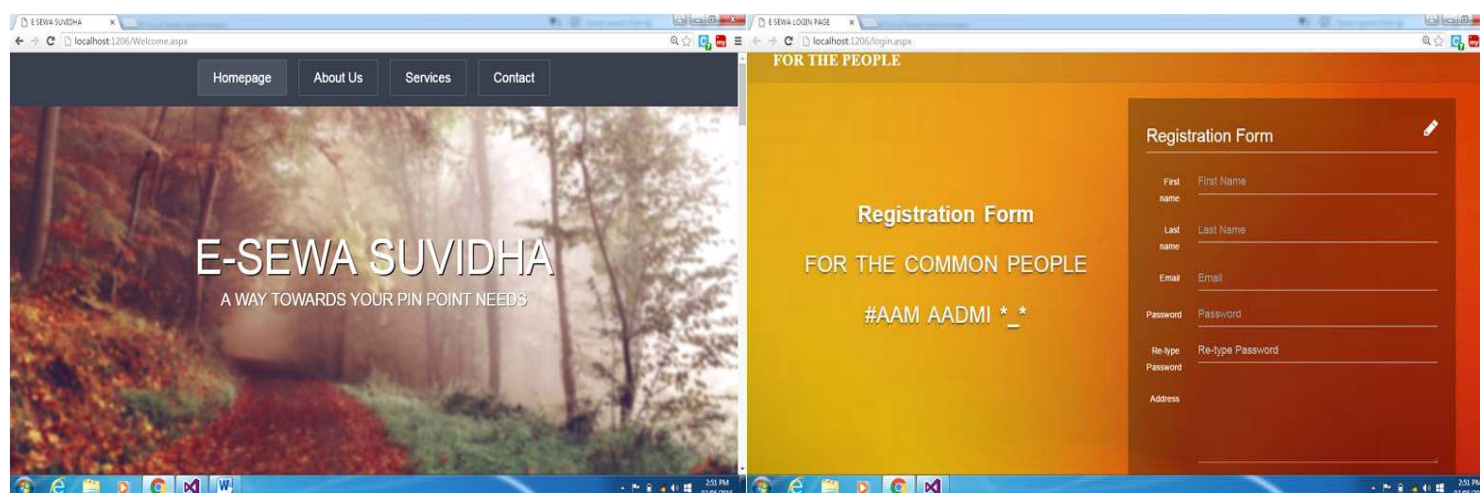 E SEWA SUVIDHA
localhost:1206/Welcome.aspx
Homepage About Us Services Contact
E-SEWA SUVIDHA
A WAY TOWARDS YOUR PIN POINT NEEDS
2:51 PM
E SEWA LOGIN PAGE
localhost:1206/login.aspx
FOR THE PEOPLE
Registration Form
FOR THE COMMON PEOPLE
#AAM AADMI *_*
Registration Form
First name First Name
Last name Last Name
Email Email
Password Password
Re-type Password Re-type Password
Address
2:51 PM